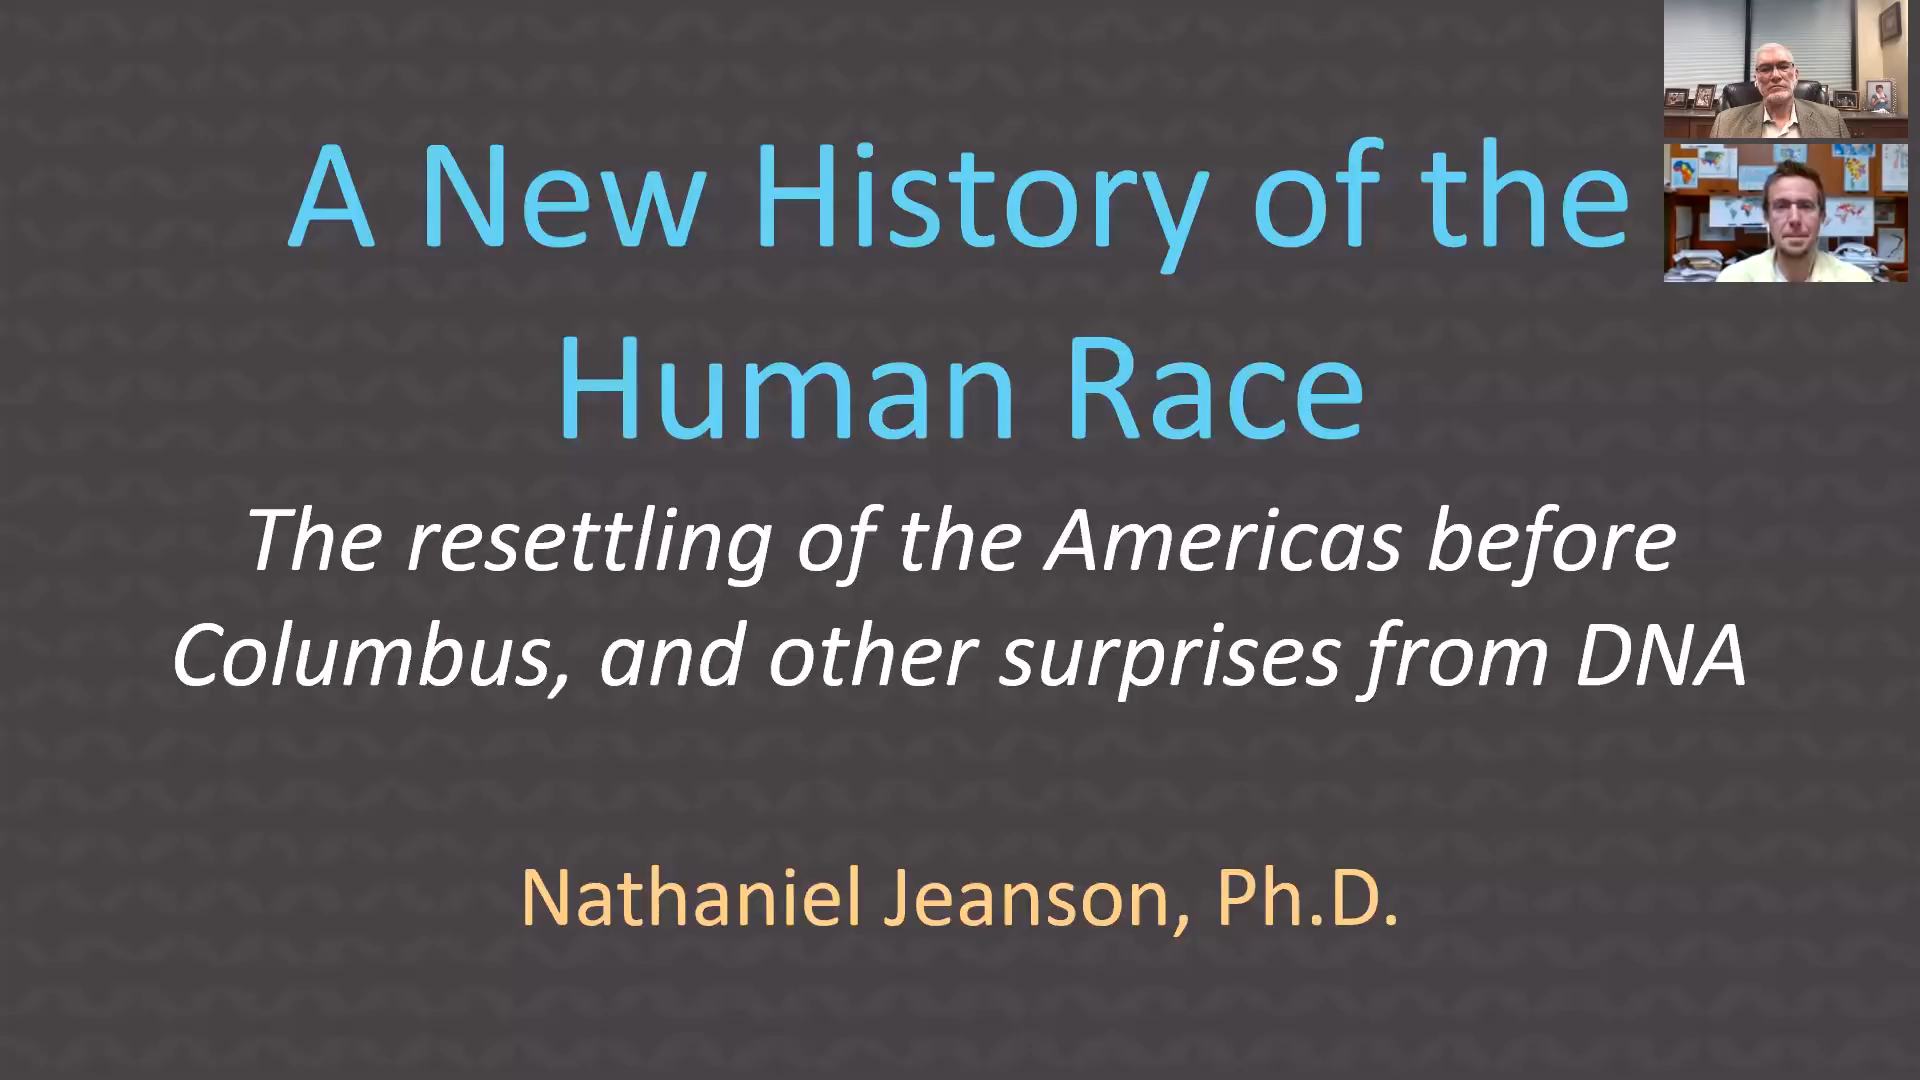 A New History of the
Human Race
The resettling of the Americas before
Columbus, and other surprises from DNA
Nathaniel Jeanson, Ph.D.